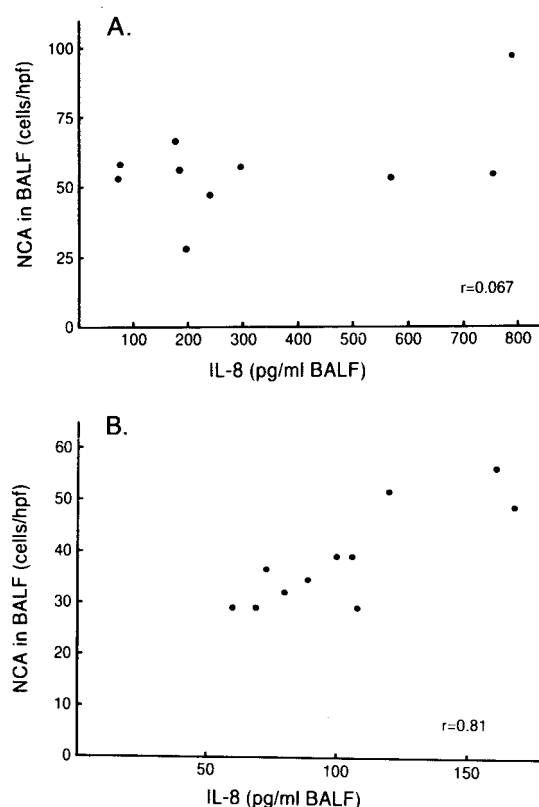 A.
NCA in BALF (cells/hpf)
100
75
50
25
0
r=0.067
100 200 300 400 500 600 700 800
IL-8 (pg/ml BALF)
B.
NCA in BALF (cells/hpf)
60
50
40
30
20
10
0
r=0.81
50 100 150
IL-8 (pg/ml BALF)